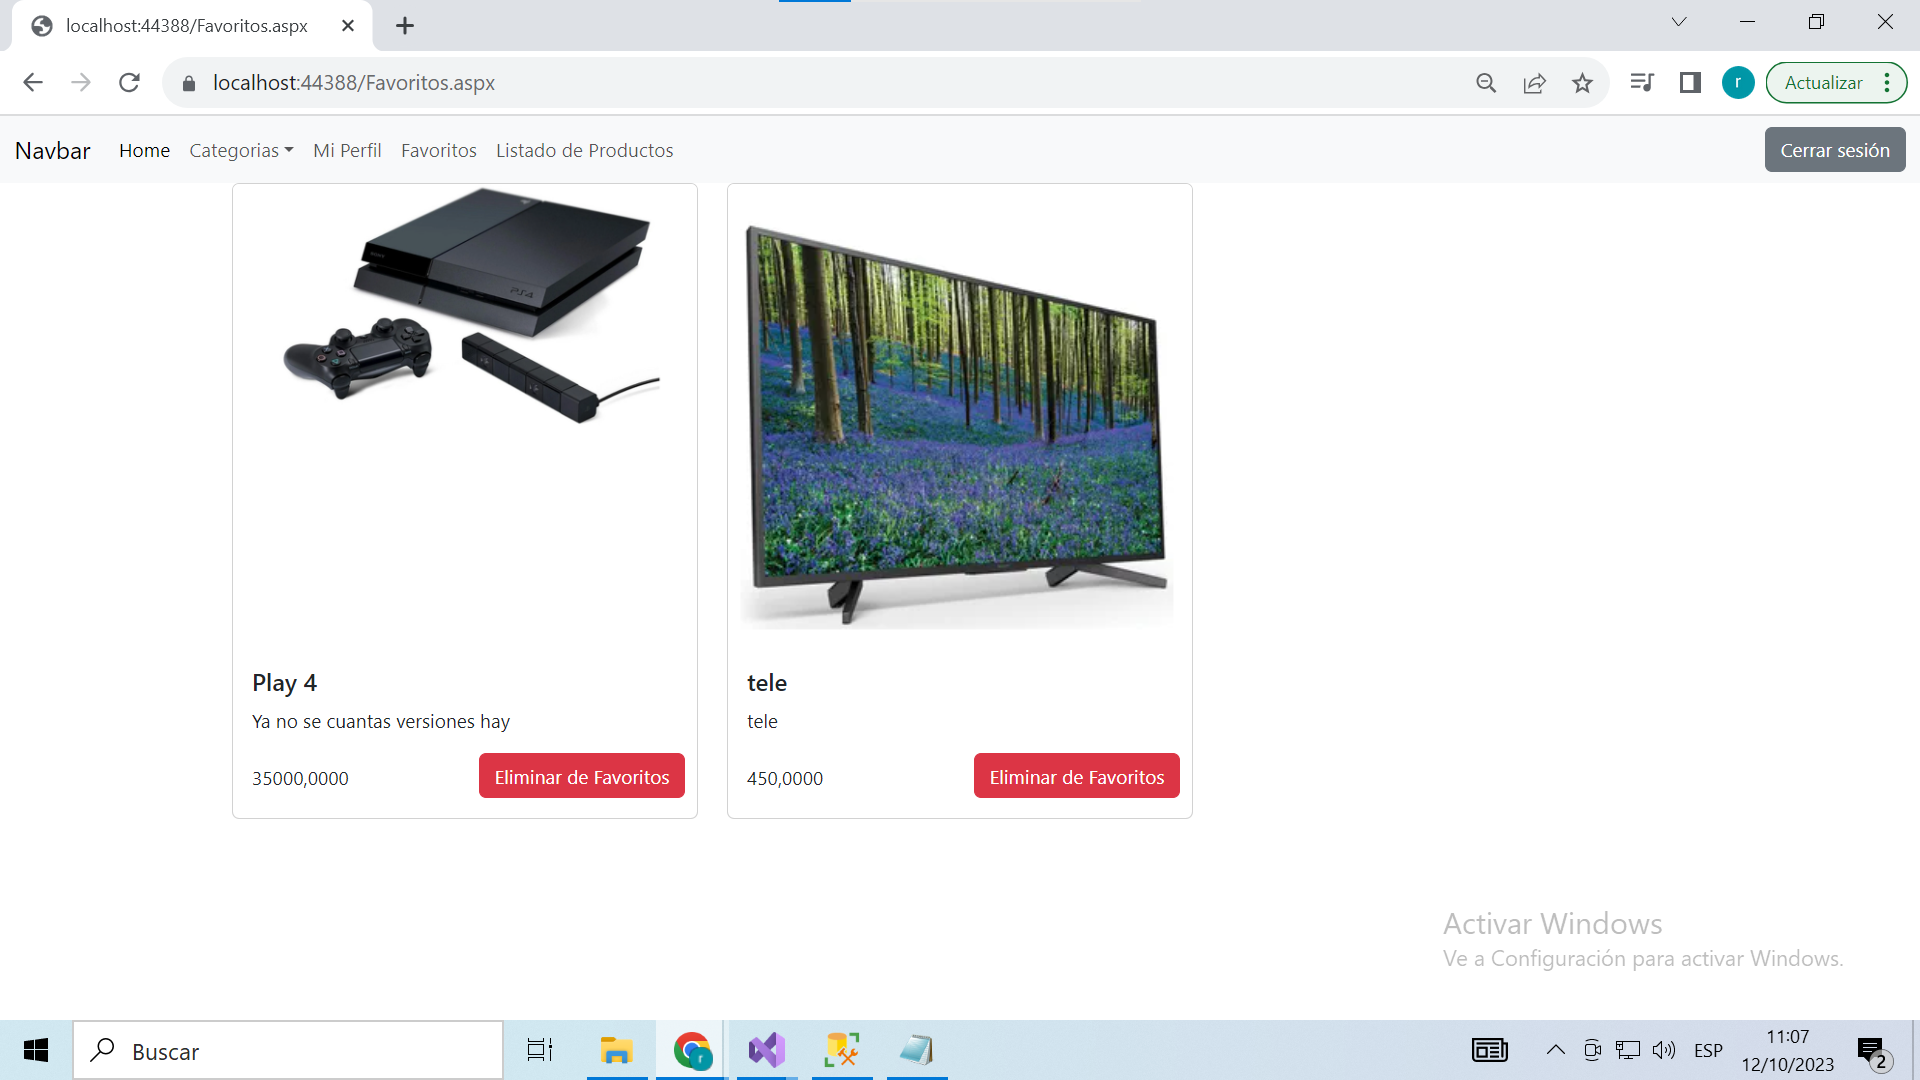 localhost:44388/Favoritos.aspx
localhost:44388/Favoritos.aspx
r
Actualizar
Navbar Home Categorias Mi Perfil Favoritos Listado de Productos Cerrar sesión
PS4
Play 4
Ya no se cuantas versiones hay
35000,0000 Eliminar de Favoritos
tele
tele
450,0000 Eliminar de Favoritos
Activar Windows
Ve a Configuración para activar Windows.
Buscar
r
ESP
11:07
12/10/2023
2